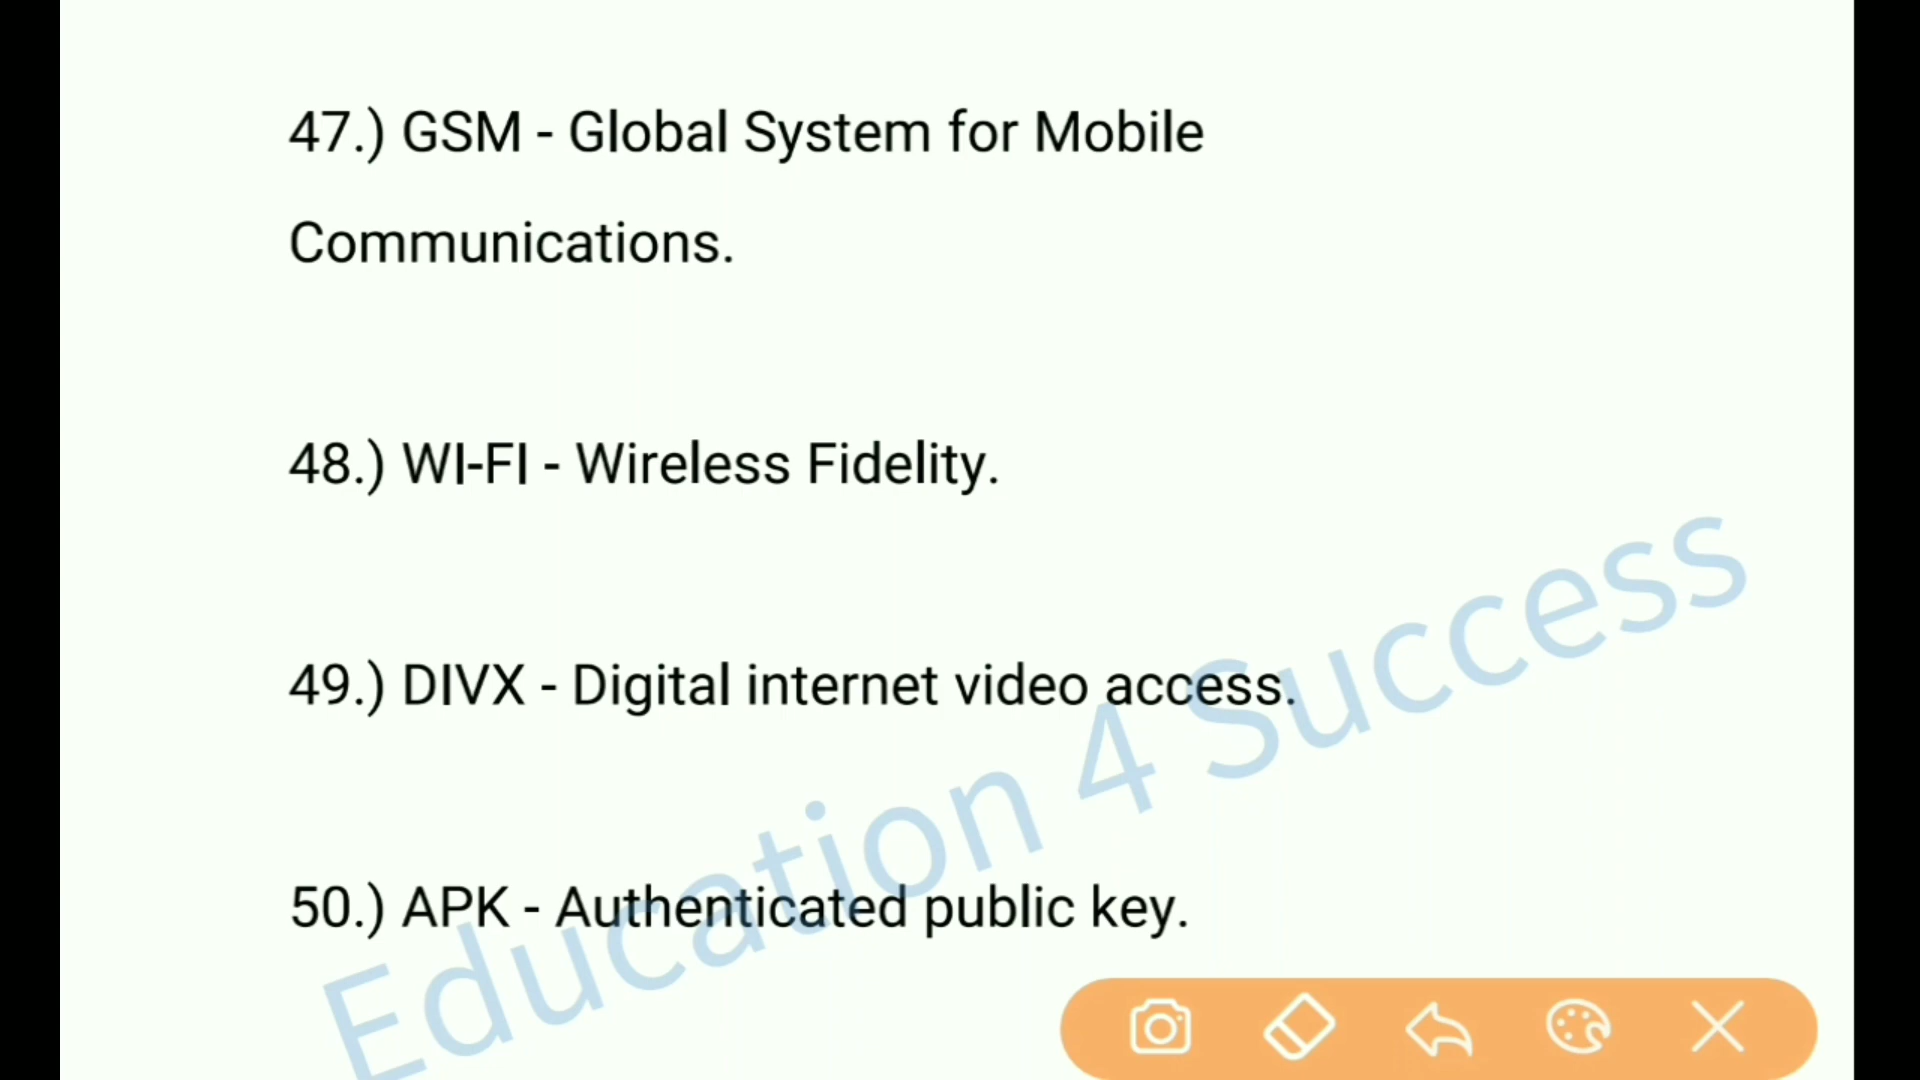 47.) GSM - Global System for Mobile
Communications.
48.) WI-FI - Wireless Fidelity.
49.) DIVX - Digital internet video access.
50.) APK - Authenticated public key.
Education 4 Success